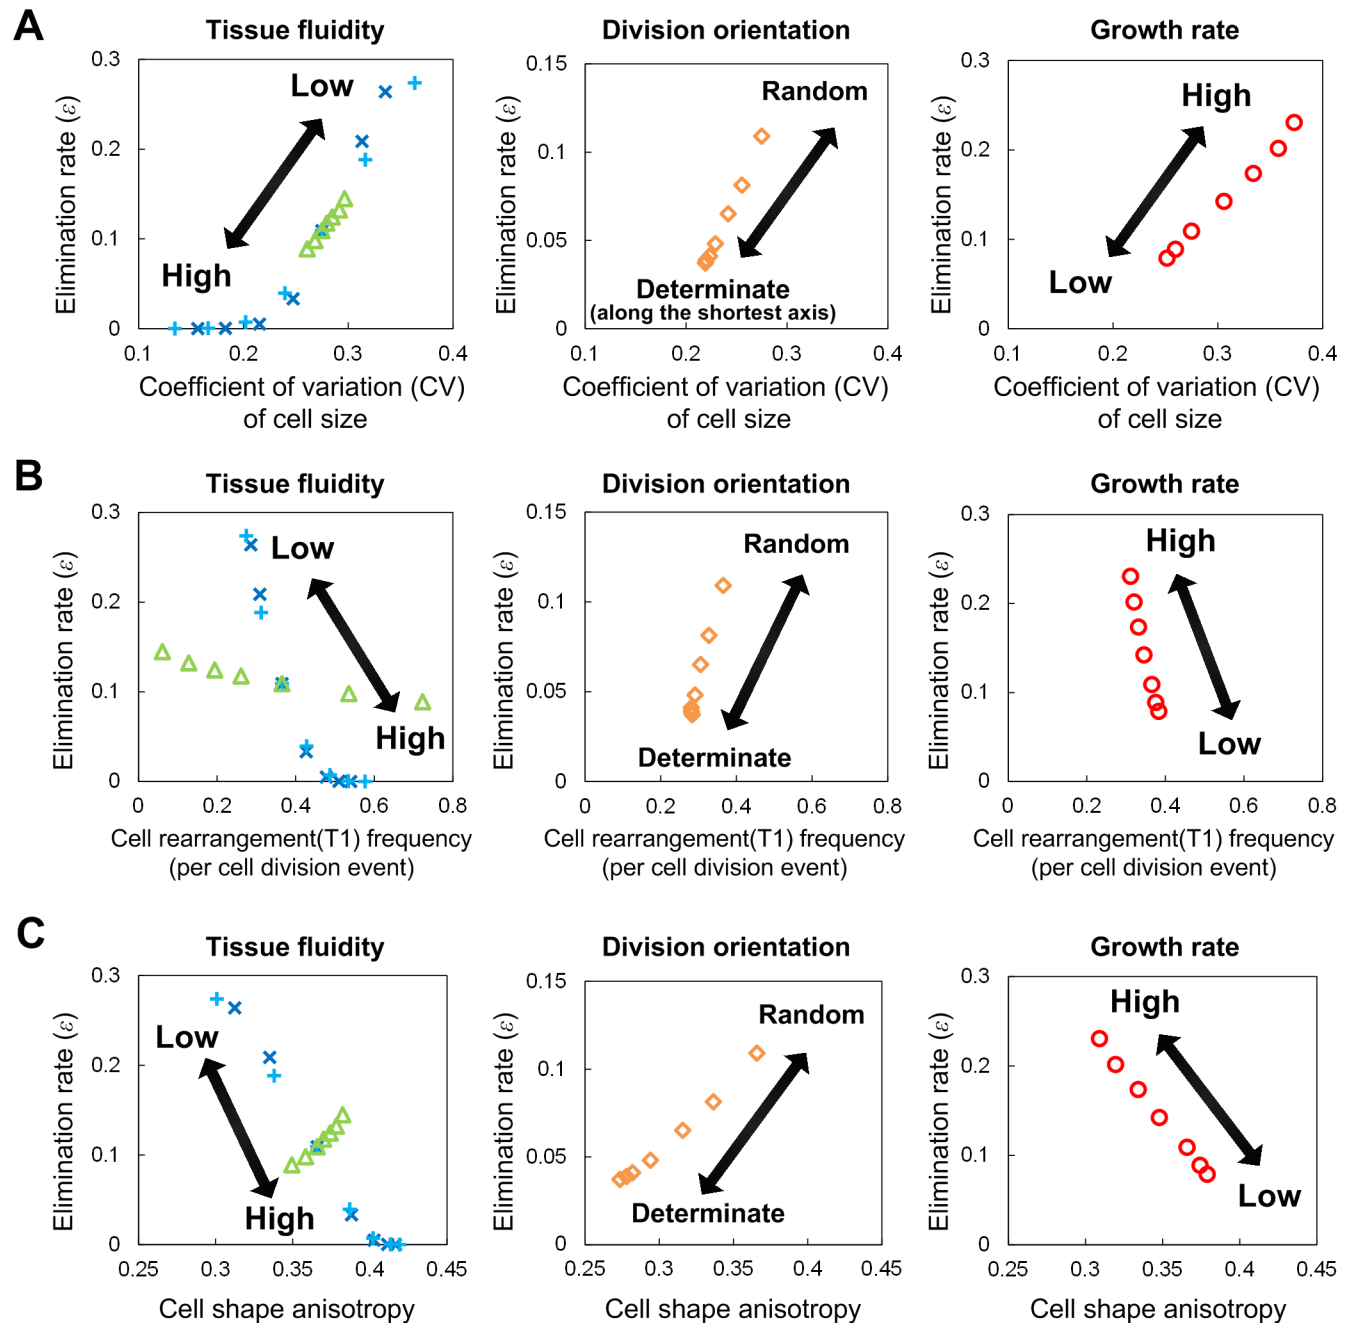 A
Tissue fluidity
Division orientation
Growth rate
Elimination rate (ε)
0.3
0.2
0.1
0
Low
High
0.1
0.2
0.3
0.4
Coefficient of variation (CV)
of cell size
Elimination rate (ε)
0.15
0.1
0.05
0
Random
Determinate
(along the shortest axis)
0.2
0.3
0.4
Coefficient of variation (CV)
of cell size
Elimination rate (ε)
0.3
0.2
0.1
0
High
Low
0.1
0.2
0.3
0.4
Coefficient of variation (CV)
of cell size
B
Tissue fluidity
Division orientation
Growth rate
Elimination rate (ε)
0.3
0.2
0.1
0
Low
High
0
0.2
0.4
0.6
0.8
Cell rearrangement(T1) frequency
(per cell division event)
Elimination rate (ε)
0.15
0.1
0.05
0
Random
Determinate
0
0.2
0.4
0.6
0.8
Cell rearrangement(T1) frequency
(per cell division event)
Elimination rate (ε)
0.3
0.2
0.1
0
High
Low
0
0.2
0.4
0.6
0.8
Cell rearrangement(T1) frequency
(per cell division event)
C
Tissue fluidity
Division orientation
Growth rate
Elimination rate (ε)
0.3
0.2
0.1
0
Low
High
0.25
0.3
0.35
0.4
0.45
Cell shape anisotropy
Elimination rate (ε)
0.15
0.1
0.05
0
Random
Determinate
0.25
0.3
0.35
0.4
0.45
Cell shape anisotropy
Elimination rate (ε)
0.3
0.2
0.1
0
High
Low
0.25
0.3
0.35
0.4
0.45
Cell shape anisotropy